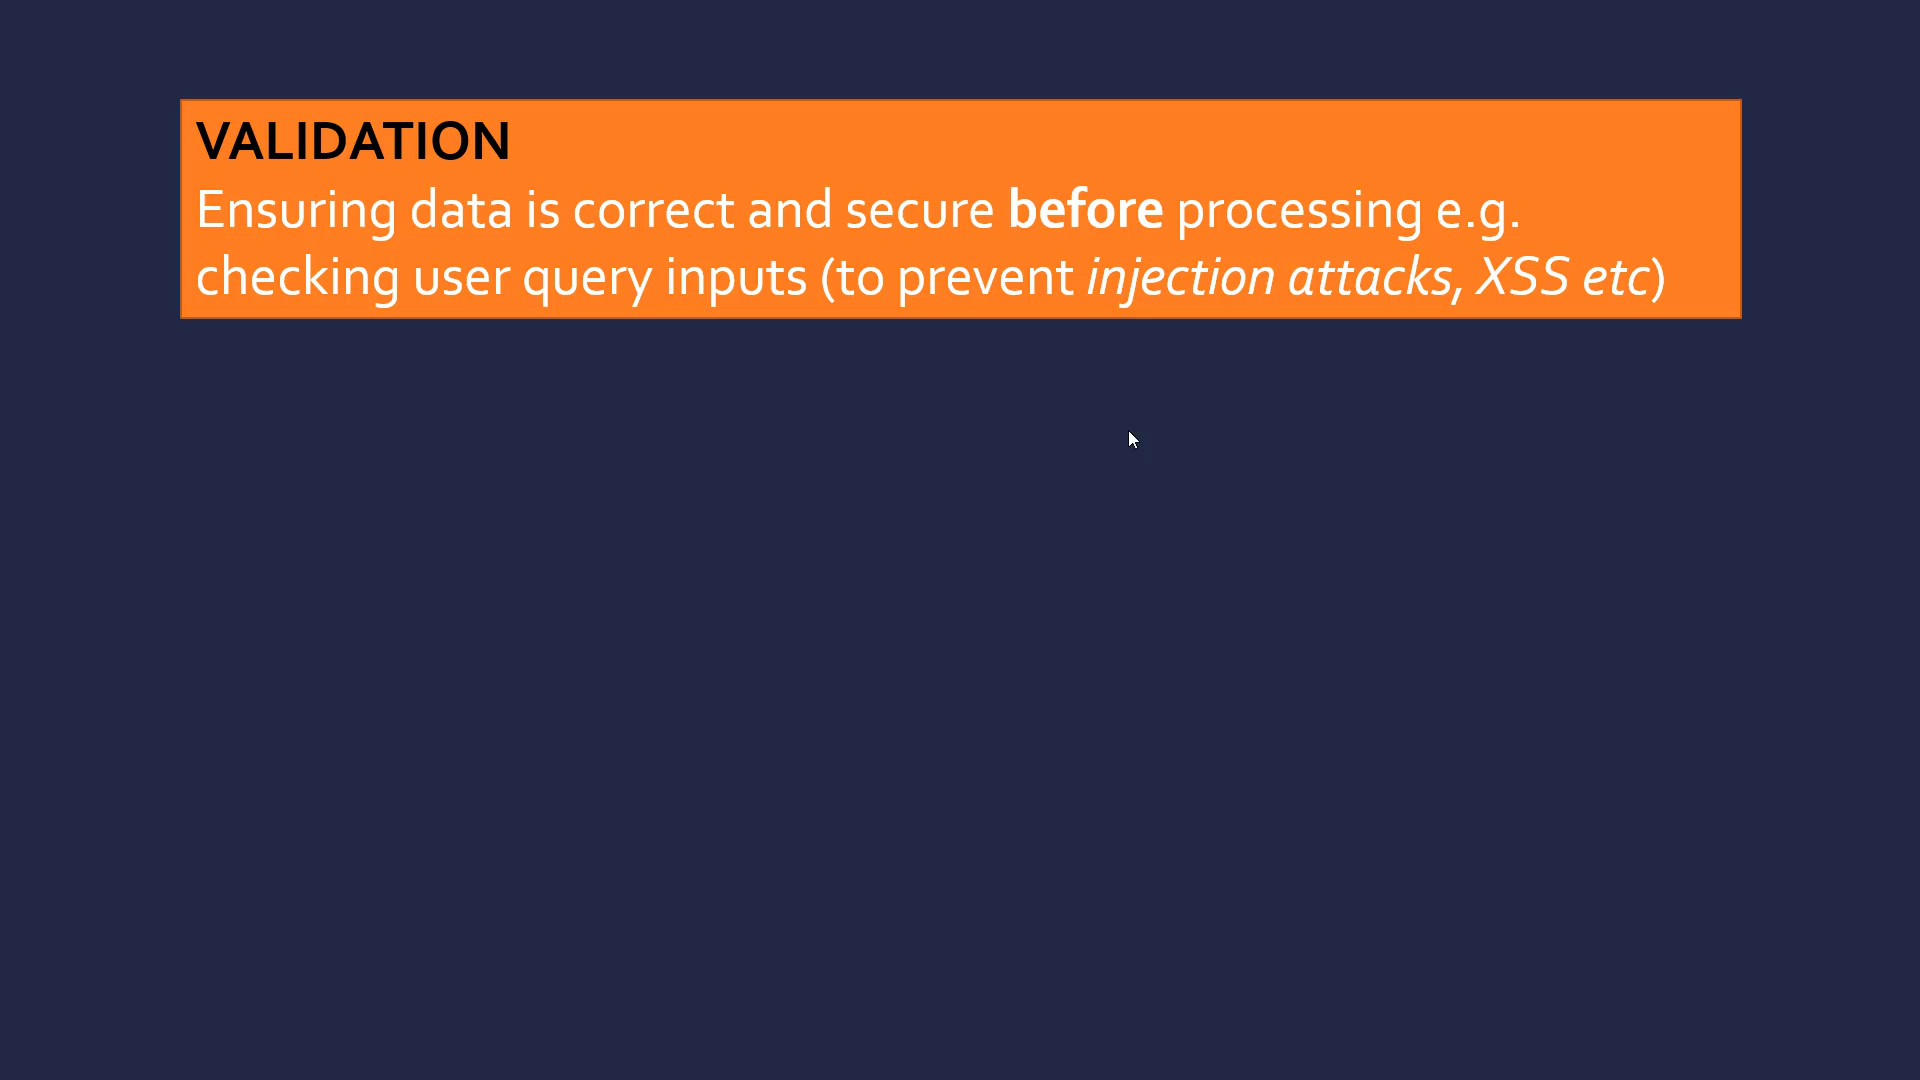 VALIDATION
Ensuring data is correct and secure before processing e.g.
checking user query inputs (to prevent injection attacks, XSS etc)